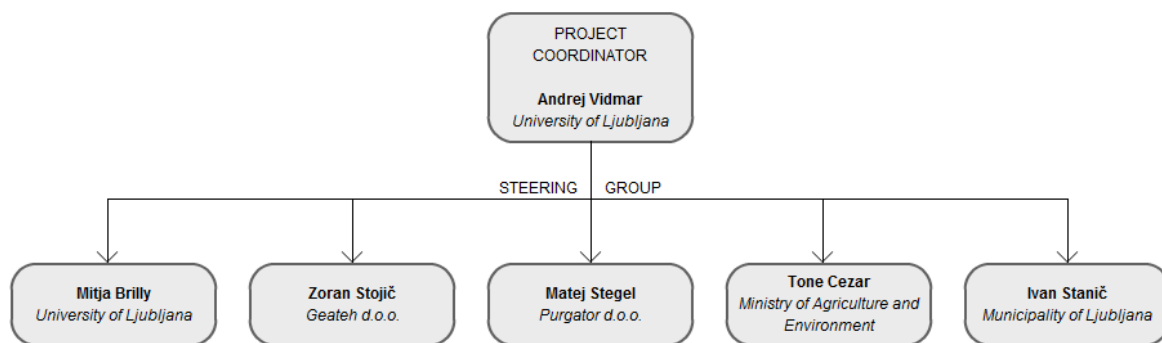 PROJECT
COORDINATOR
Andrej Vidmar
University of Ljubljana
STEERING GROUP
Mitja Brilly
University of Ljubljana
Zoran Stojič
Geateh d.o.o.
Matej Stegel
Purgator d.o.o.
Tone Cezar
Ministry of Agriculture and
Environment
Ivan Stanič
Municipality of Ljubljana